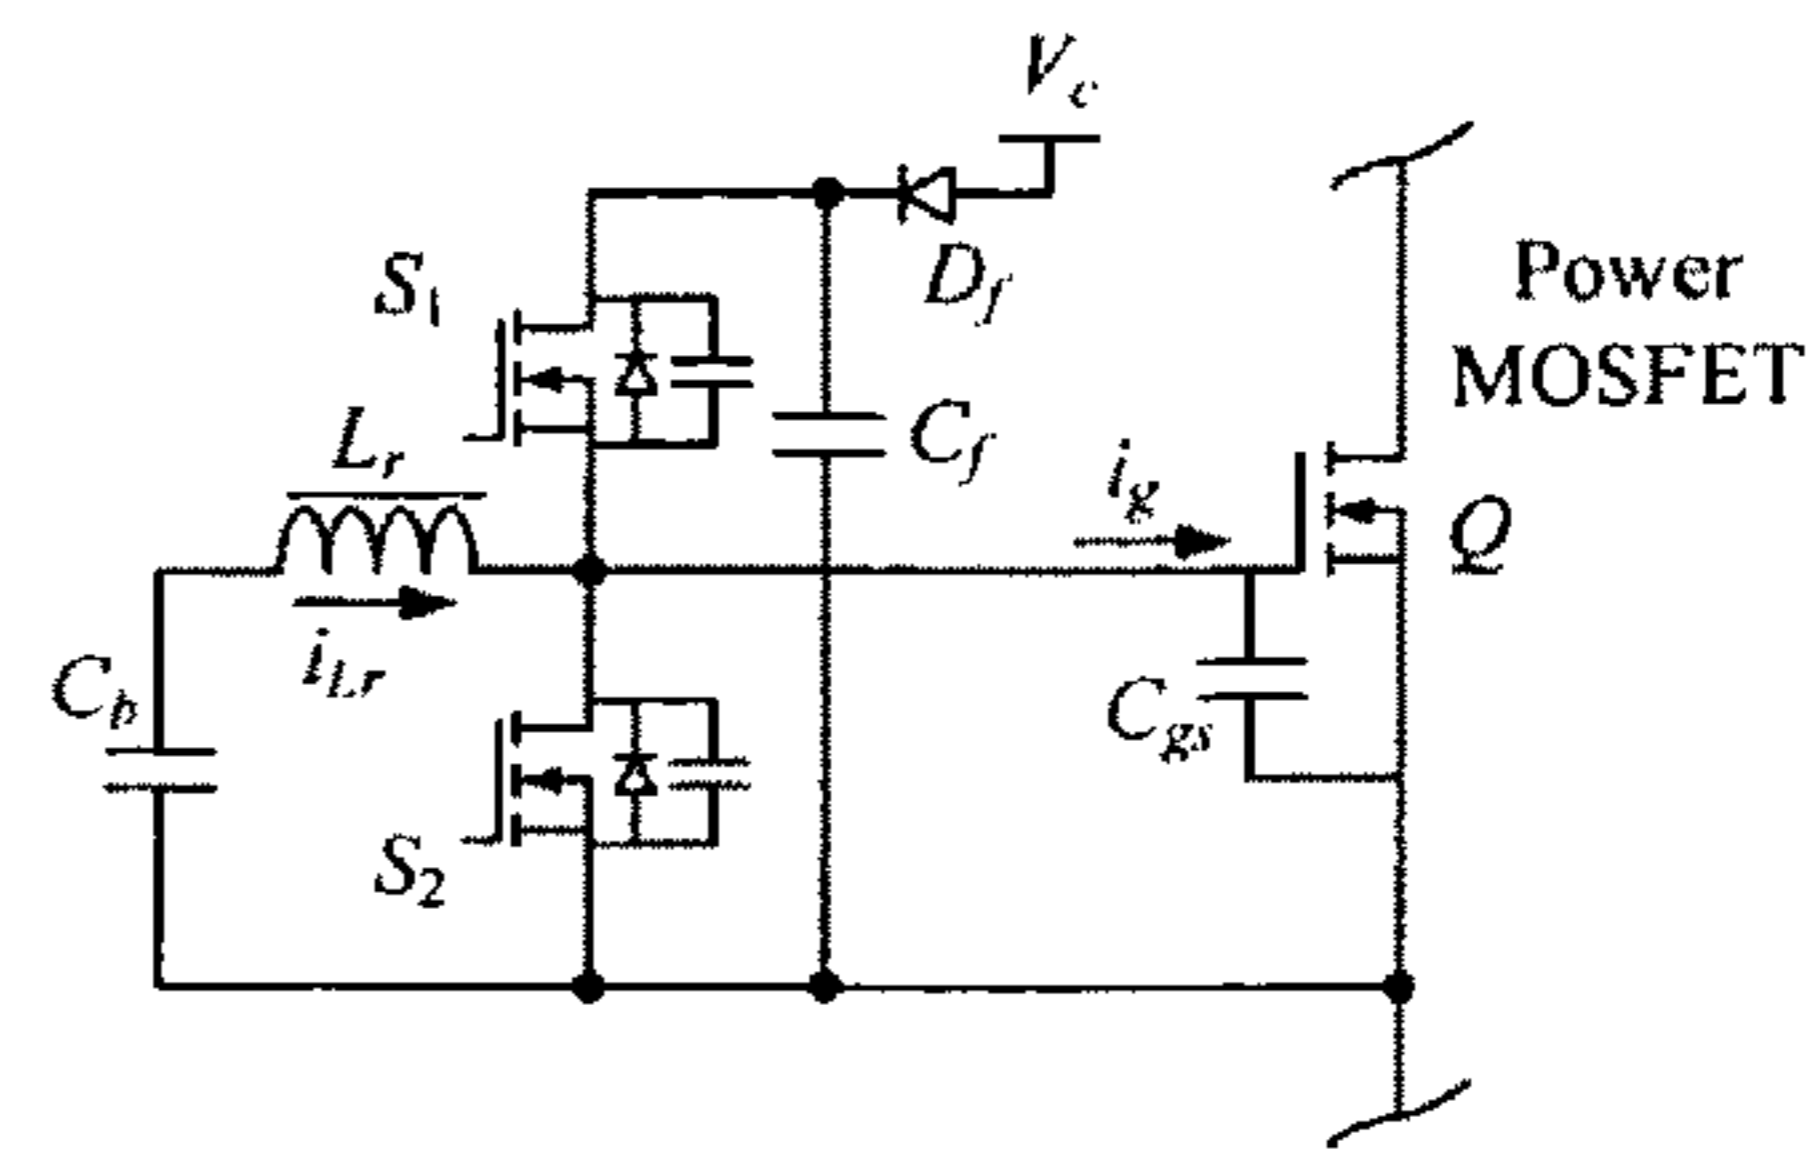 V_c
D_f
S_1
Power
MOSFET
L_r
C_f
i_g
Q
i_Lr
C_b
C_gs
S_2